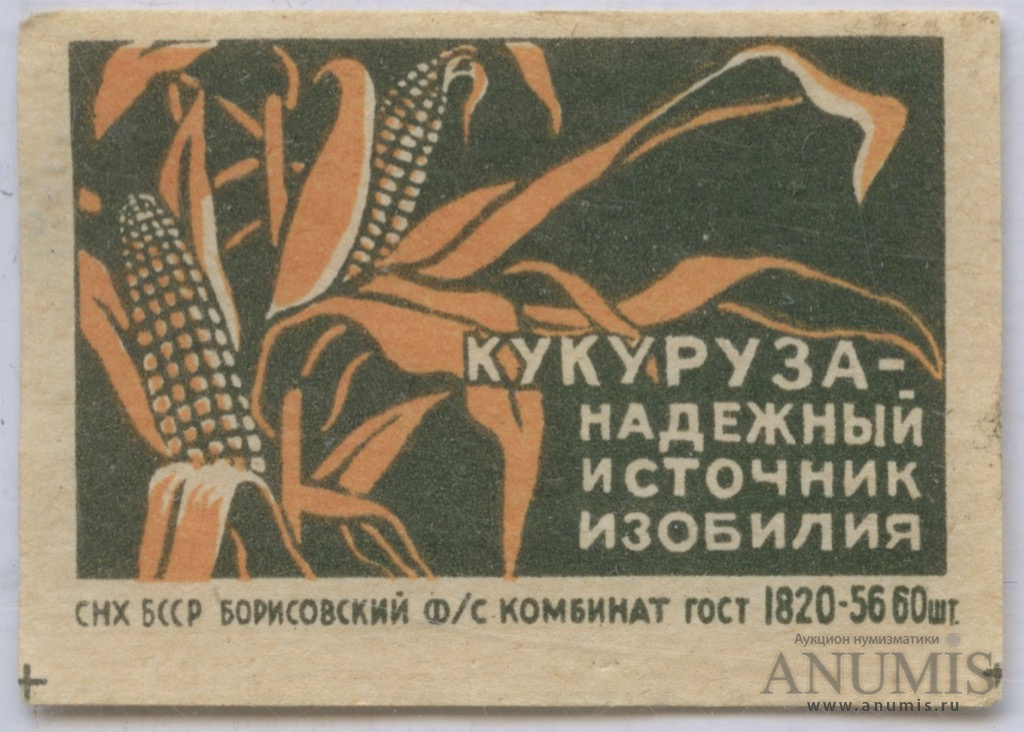 КУКУРУЗА-
НАДЕЖНЫЙ
ИСТОЧНИК
ИЗОБИЛИЯ
СНХ БССР БОРИСОВСКИЙ Ф/С КОМБИНАТ ГОСТ 1820-56 60шт.
Аукцион нумизматики
ANUMIS
www.anumis.ru